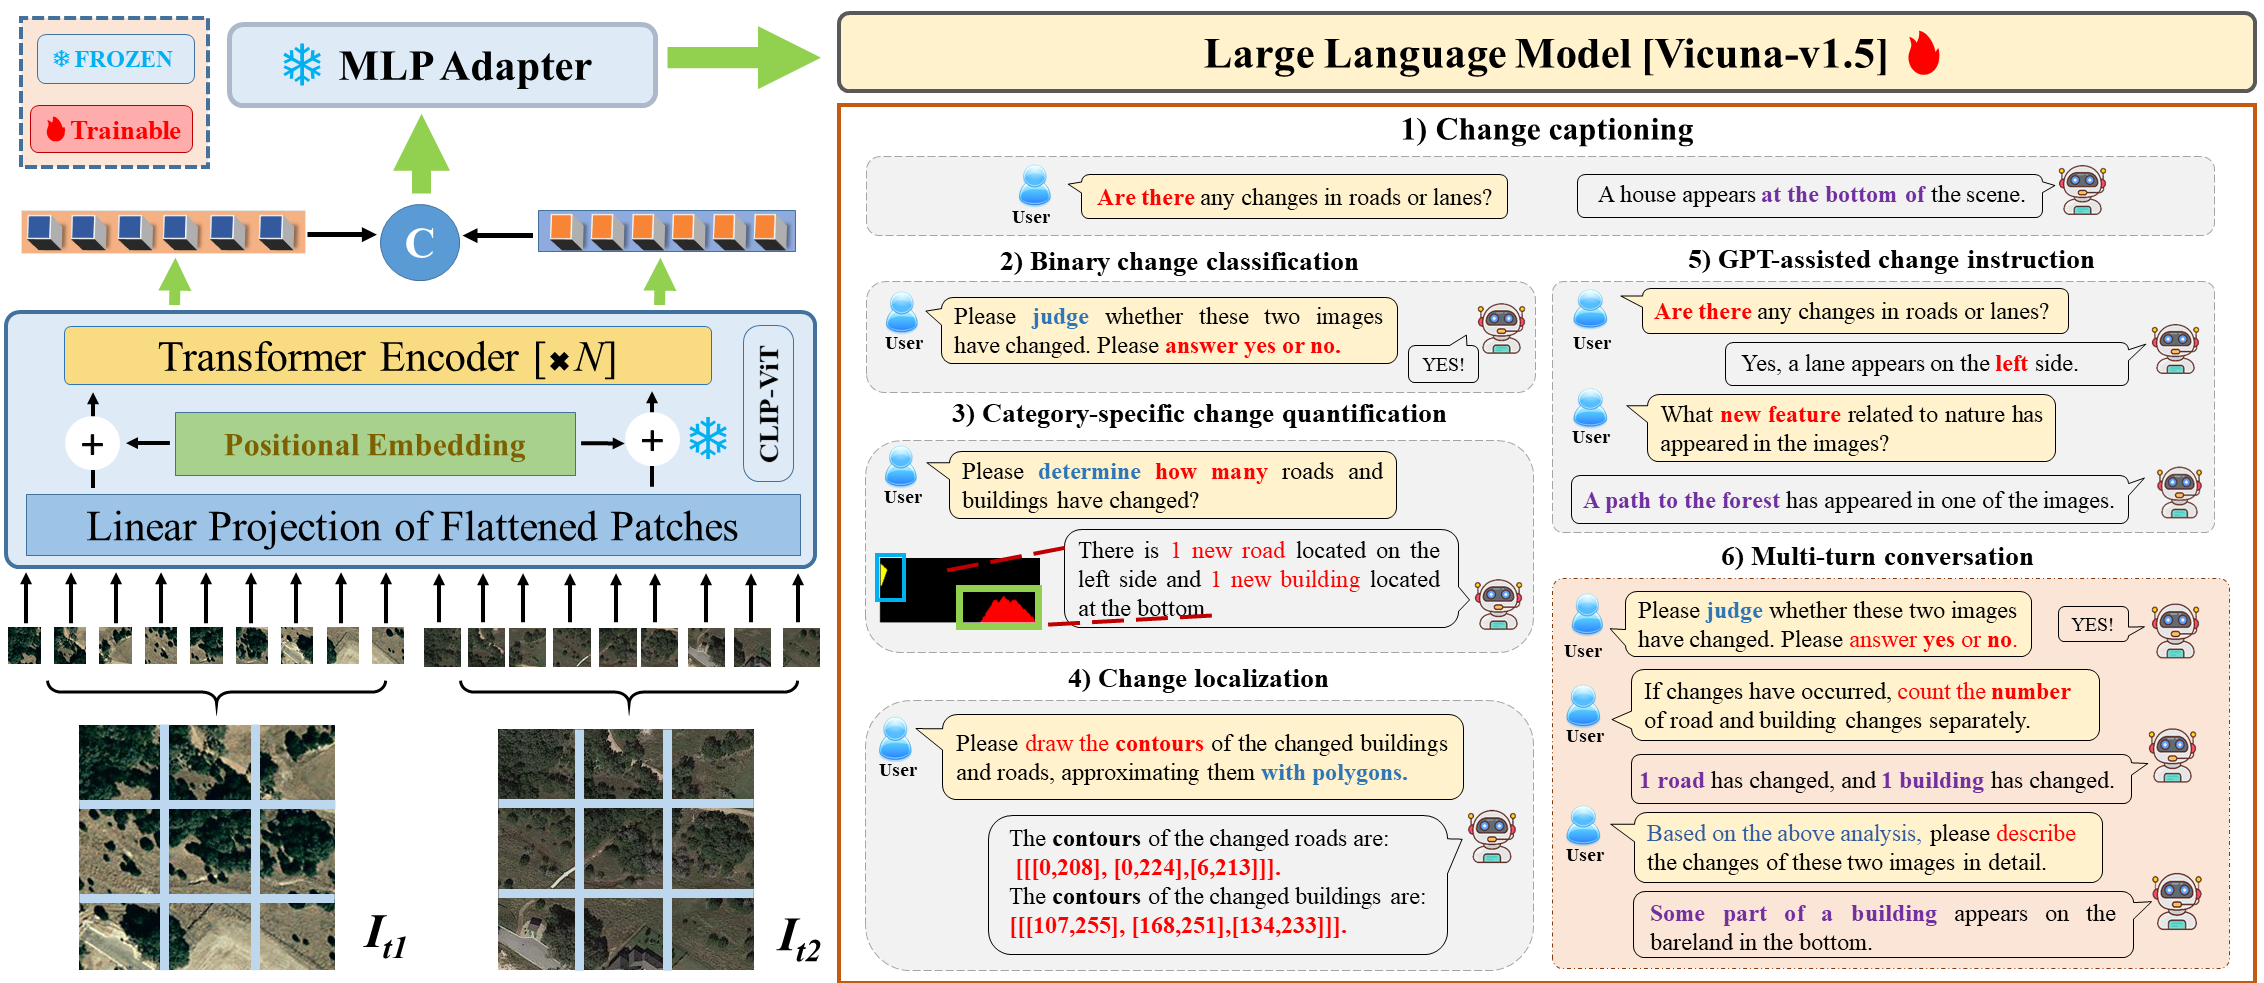 FROZEN
Trainable
MLP Adapter
C
Transformer Encoder [✖N]
CLIP-ViT
+
Positional Embedding
+
Linear Projection of Flattened Patches
I_{t1}
I_{t2}
Large Language Model [Vicuna-v1.5]
1) Change captioning
User
Are there any changes in roads or lanes?
A house appears at the bottom of the scene.
2) Binary change classification
User
Please judge whether these two images
have changed. Please answer yes or no.
YES!
3) Category-specific change quantification
User
Please determine how many roads and
buildings have changed?
There is 1 new road located on the
left side and 1 new building located
at the bottom
4) Change localization
User
Please draw the contours of the changed buildings
and roads, approximating them with polygons.
The contours of the changed roads are:
[[[0,208], [0,224],[6,213]]].
The contours of the changed buildings are:
[[[107,255], [168,251],[134,233]]].
5) GPT-assisted change instruction
User
Are there any changes in roads or lanes?
Yes, a lane appears on the left side.
User
What new feature related to nature has
appeared in the images?
A path to the forest has appeared in one of the images.
6) Multi-turn conversation
User
Please judge whether these two images
have changed. Please answer yes or no.
YES!
User
If changes have occurred, count the number
of road and building changes separately.
1 road has changed, and 1 building has changed.
User
Based on the above analysis, please describe
the changes of these two images in detail.
Some part of a building appears on the
bareland in the bottom.